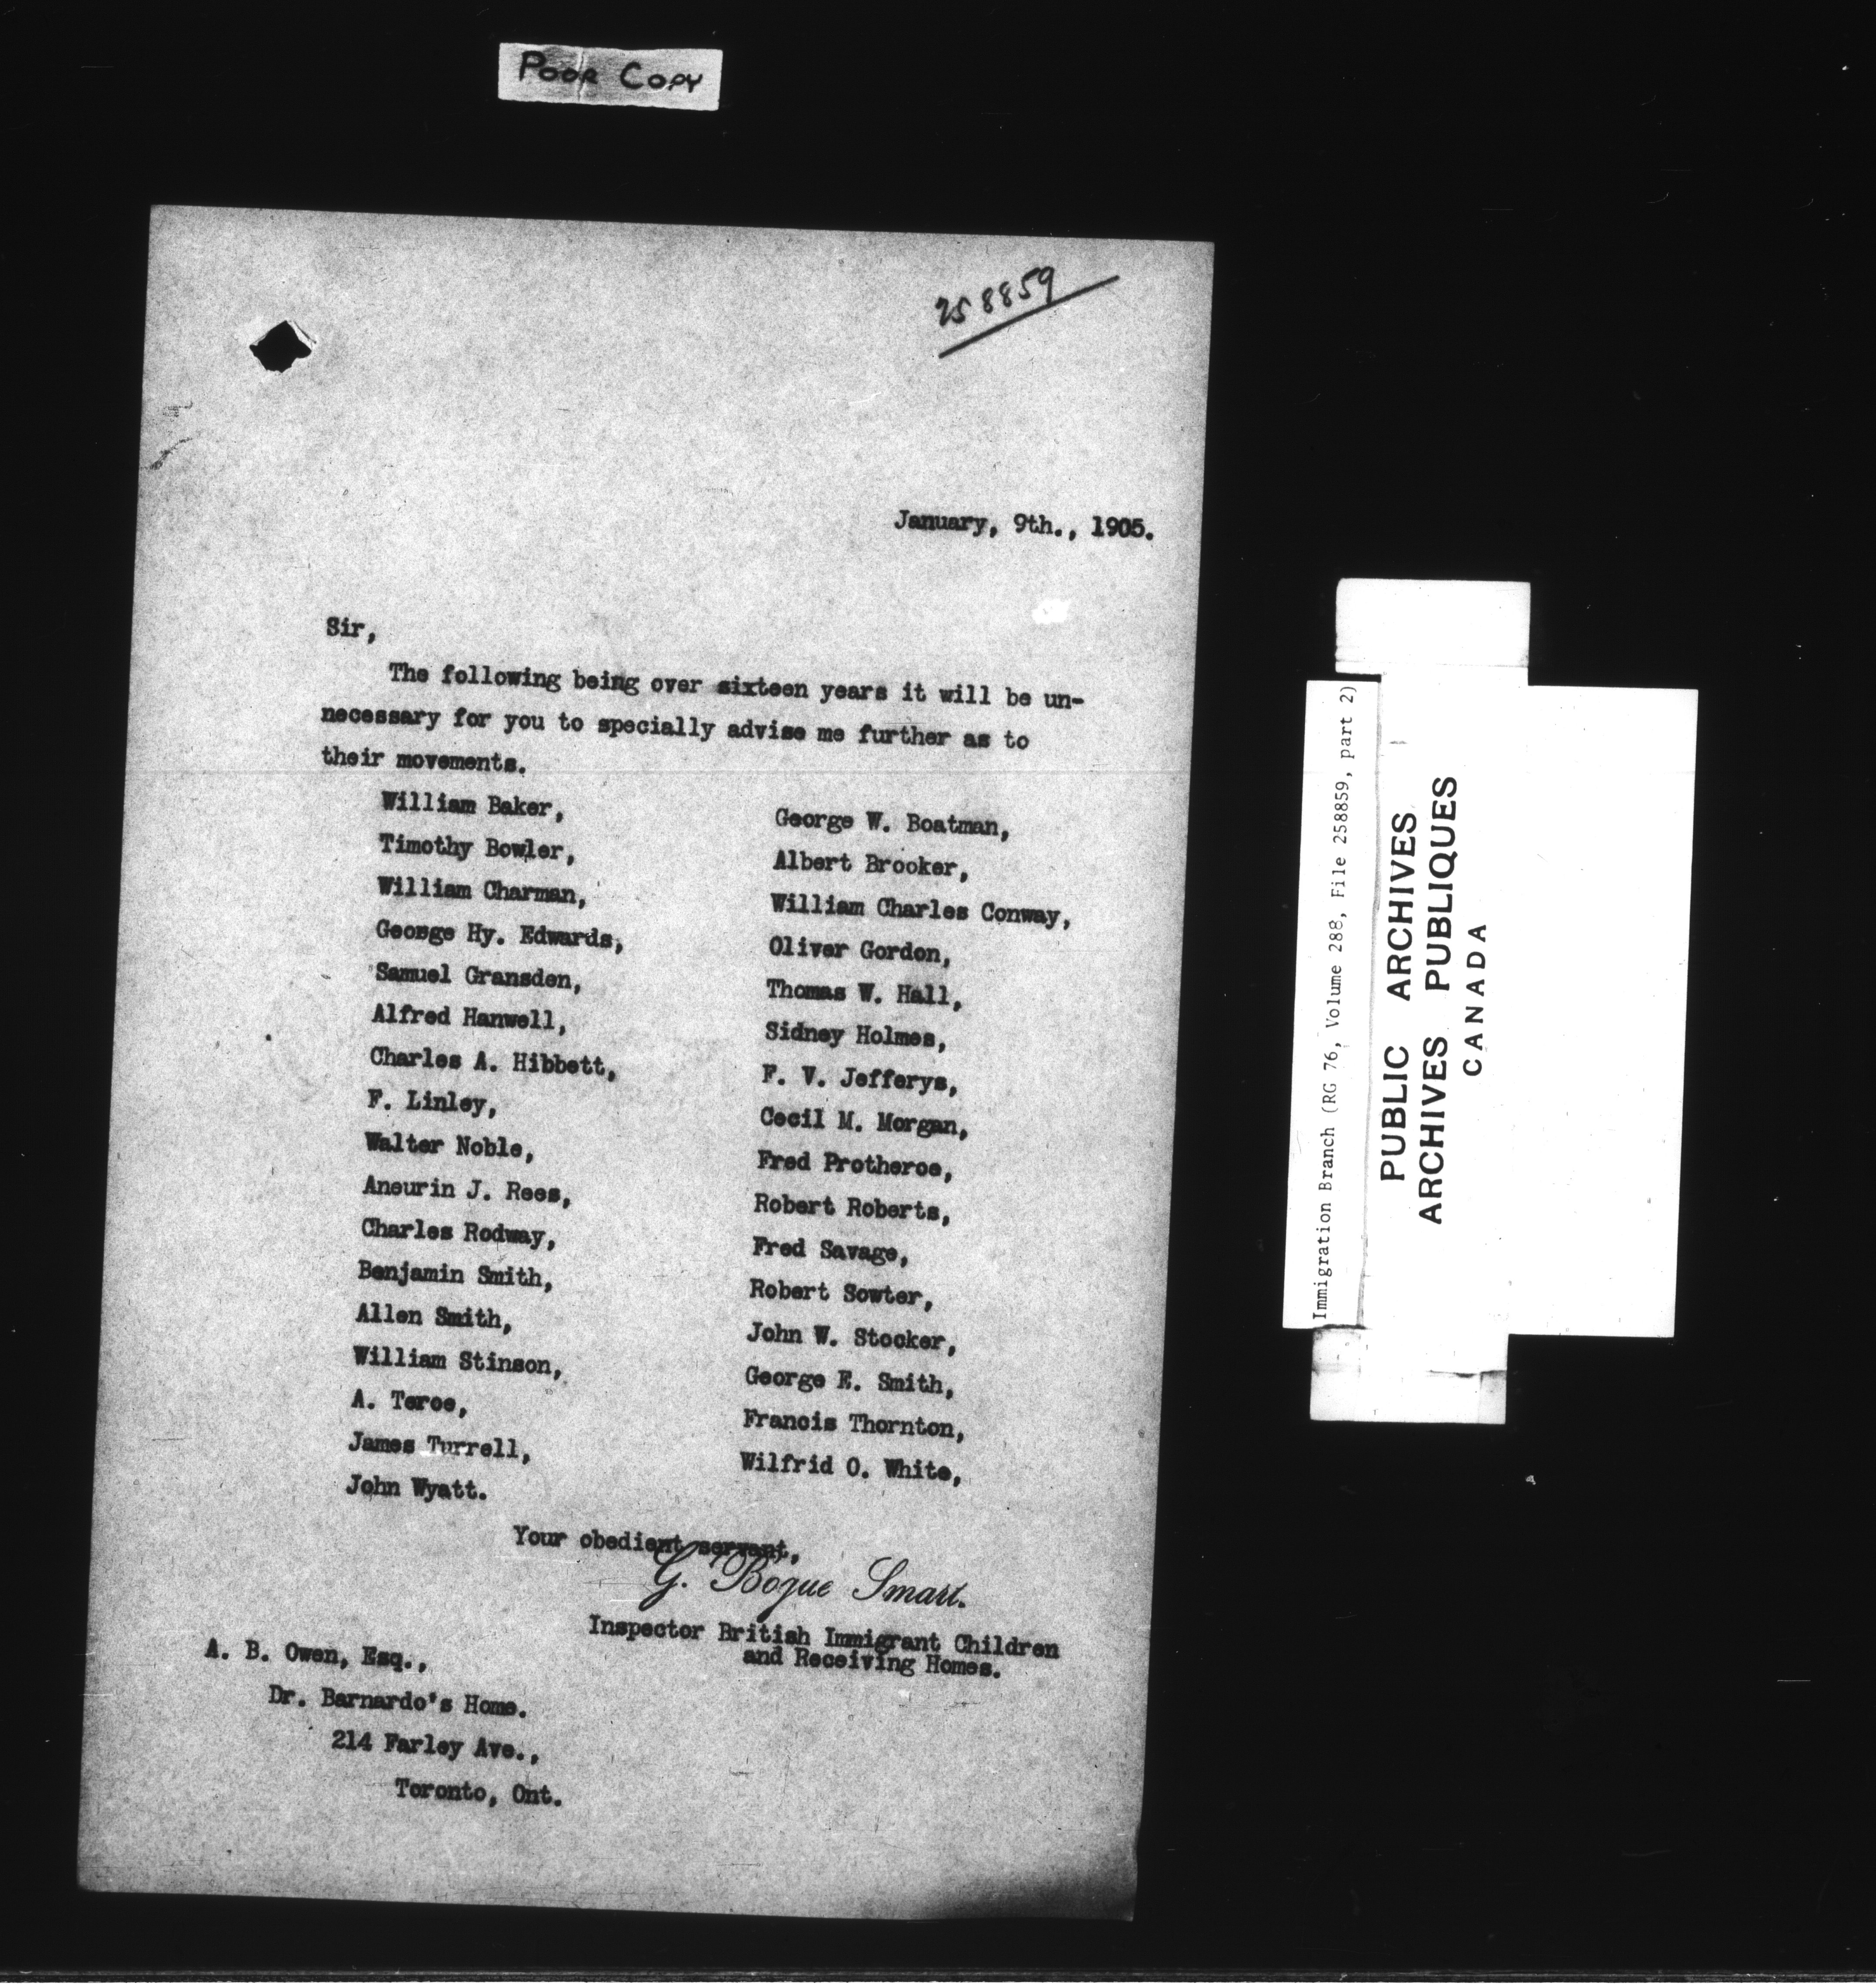 POOR COPY
258859
January, 9th., 1905.
Sir,
The following being over sixteen years it will be un-
necessary for you to specially advise me further as to
their movements.
William Baker,
Timothy Bowler,
William Charman,
George Hy. Edwards,
Samuel Gransden,
Alfred Hanwell,
Charles A. Hibbett,
F. Linley,
Walter Noble,
Aneurin J. Rees,
Charles Rodway,
Benjamin Smith,
Allen Smith,
William Stinson,
A. Teroe,
James Turrell,
John Wyatt.
George W. Boatman,
Albert Brooker,
William Charles Conway,
Oliver Gordon,
Thomas W. Hall,
Sidney Holmes,
F. V. Jefferys,
Cecil M. Morgan,
Fred Protheroe,
Robert Roberts,
Fred Savage,
Robert Sowter,
John W. Stocker,
George E. Smith,
Francis Thornton,
Wilfrid O. White,
Your obedient servant,
G. Bogue Smart.
Inspector British Immigrant Children
and Receiving Homes.
A. B. Owen, Esq.,
Dr. Barnardo's Home.
214 Farley Ave.,
Toronto, Ont.
Immigration Branch (RG 76, Volume 288, File 258859, part 2)
PUBLIC ARCHIVES
ARCHIVES PUBLIQUES
CANADA